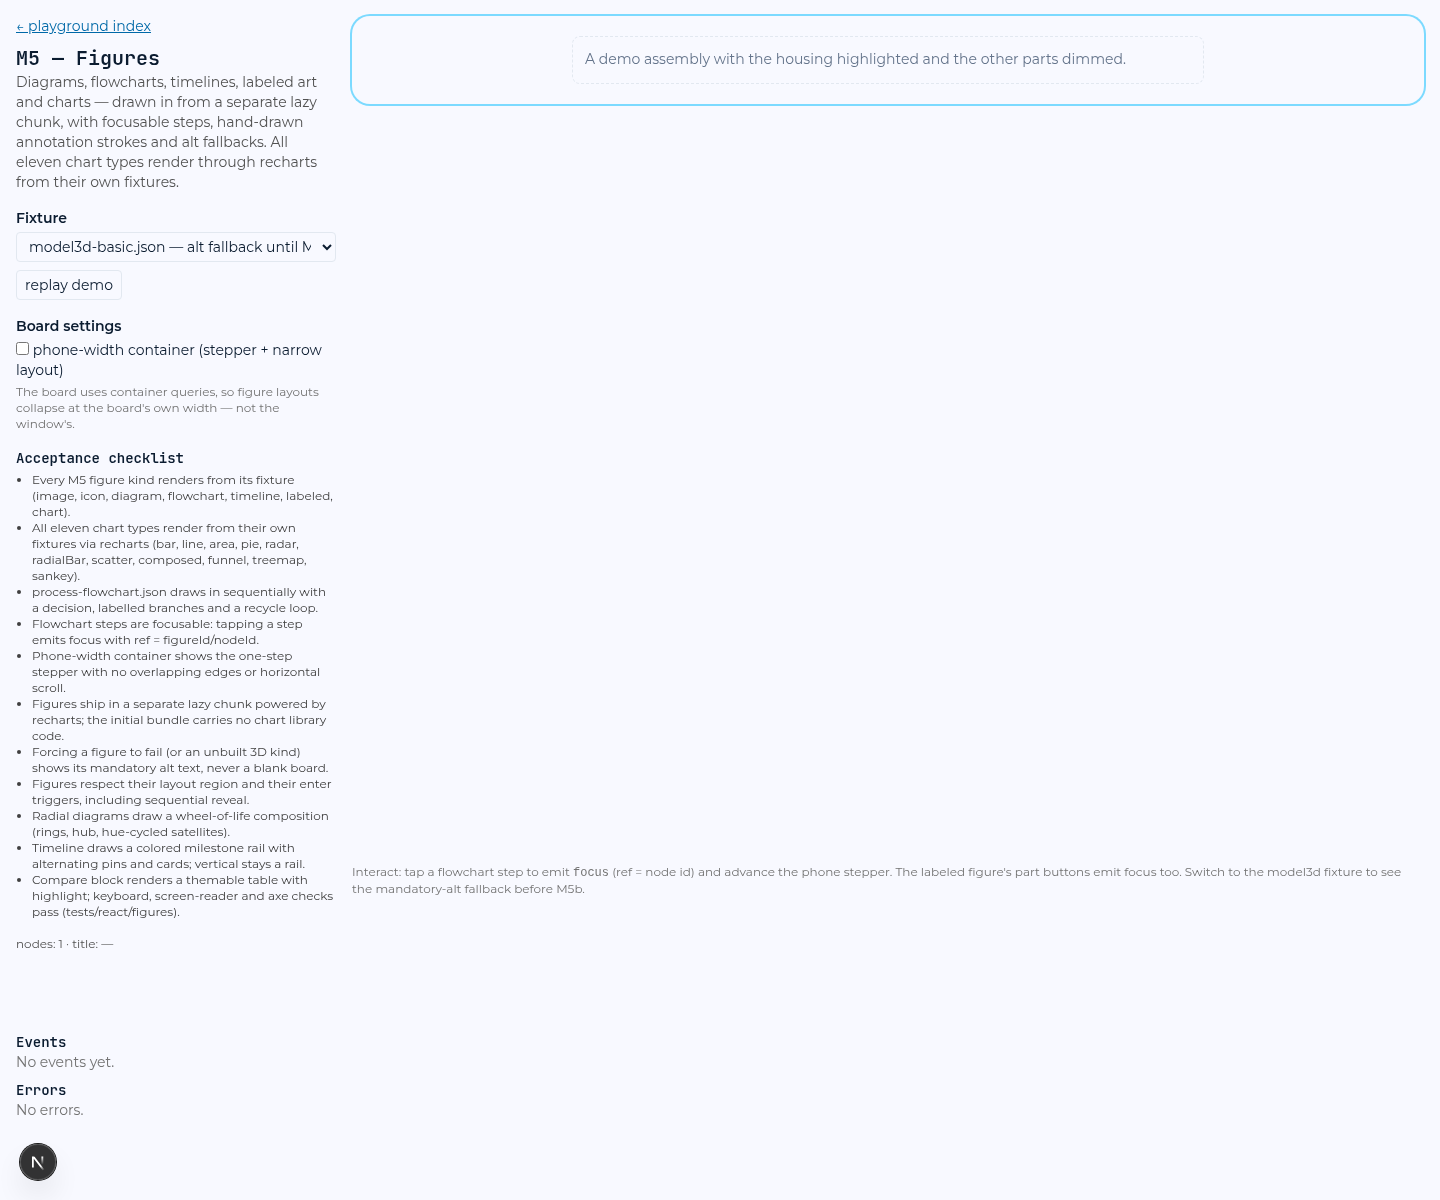 ← playground index
M5 — Figures
Diagrams, flowcharts, timelines, labeled art
and charts — drawn in from a separate lazy
chunk, with focusable steps, hand-drawn
annotation strokes and alt fallbacks. All
eleven chart types render through recharts
from their own fixtures.
Fixture
model3d-basic.json — alt fallback until
replay demo
Board settings
phone-width container (stepper + narrow
layout)
The board uses container queries, so figure layouts
collapse at the board's own width — not the
window's.
Acceptance checklist
• Every M5 figure kind renders from its fixture
(image, icon, diagram, flowchart, timeline, labeled,
chart).
• All eleven chart types render from their own
fixtures via recharts (bar, line, area, pie, radar,
radialBar, scatter, composed, funnel, treemap,
sankey).
• process-flowchart.json draws in sequentially with
a decision, labelled branches and a recycle loop.
• Flowchart steps are focusable: tapping a step
emits focus with ref = figureId/nodeId.
• Phone-width container shows the one-step
stepper with no overlapping edges or horizontal
scroll.
• Figures ship in a separate lazy chunk powered by
recharts; the initial bundle carries no chart library
code.
• Forcing a figure to fail (or an unbuilt 3D kind)
shows its mandatory alt text, never a blank board.
• Figures respect their layout region and their enter
triggers, including sequential reveal.
• Radial diagrams draw a wheel-of-life composition
(rings, hub, hue-cycled satellites).
• Timeline draws a colored milestone rail with
alternating pins and cards; vertical stays a rail.
• Compare block renders a themable table with
highlight; keyboard, screen-reader and axe checks
pass (tests/react/figures).
nodes: 1 · title: —
Events
No events yet.
Errors
No errors.
N
A demo assembly with the housing highlighted and the other parts dimmed.
Interact: tap a flowchart step to emit focus (ref = node id) and advance the phone stepper. The labeled figure's part buttons emit focus too. Switch to the model3d fixture to see
the mandatory-alt fallback before M5b.